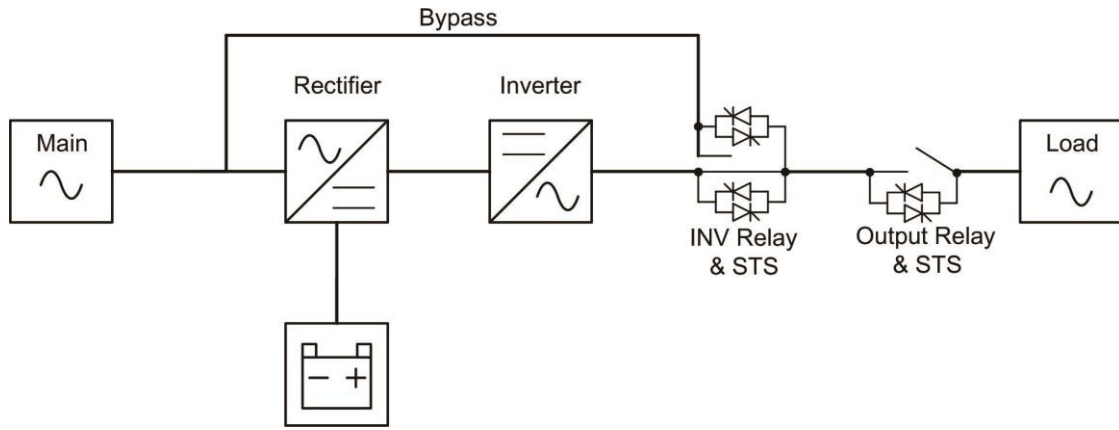 Bypass
Rectifier
Inverter
Main
Load
INV Relay
& STS
Output Relay
& STS